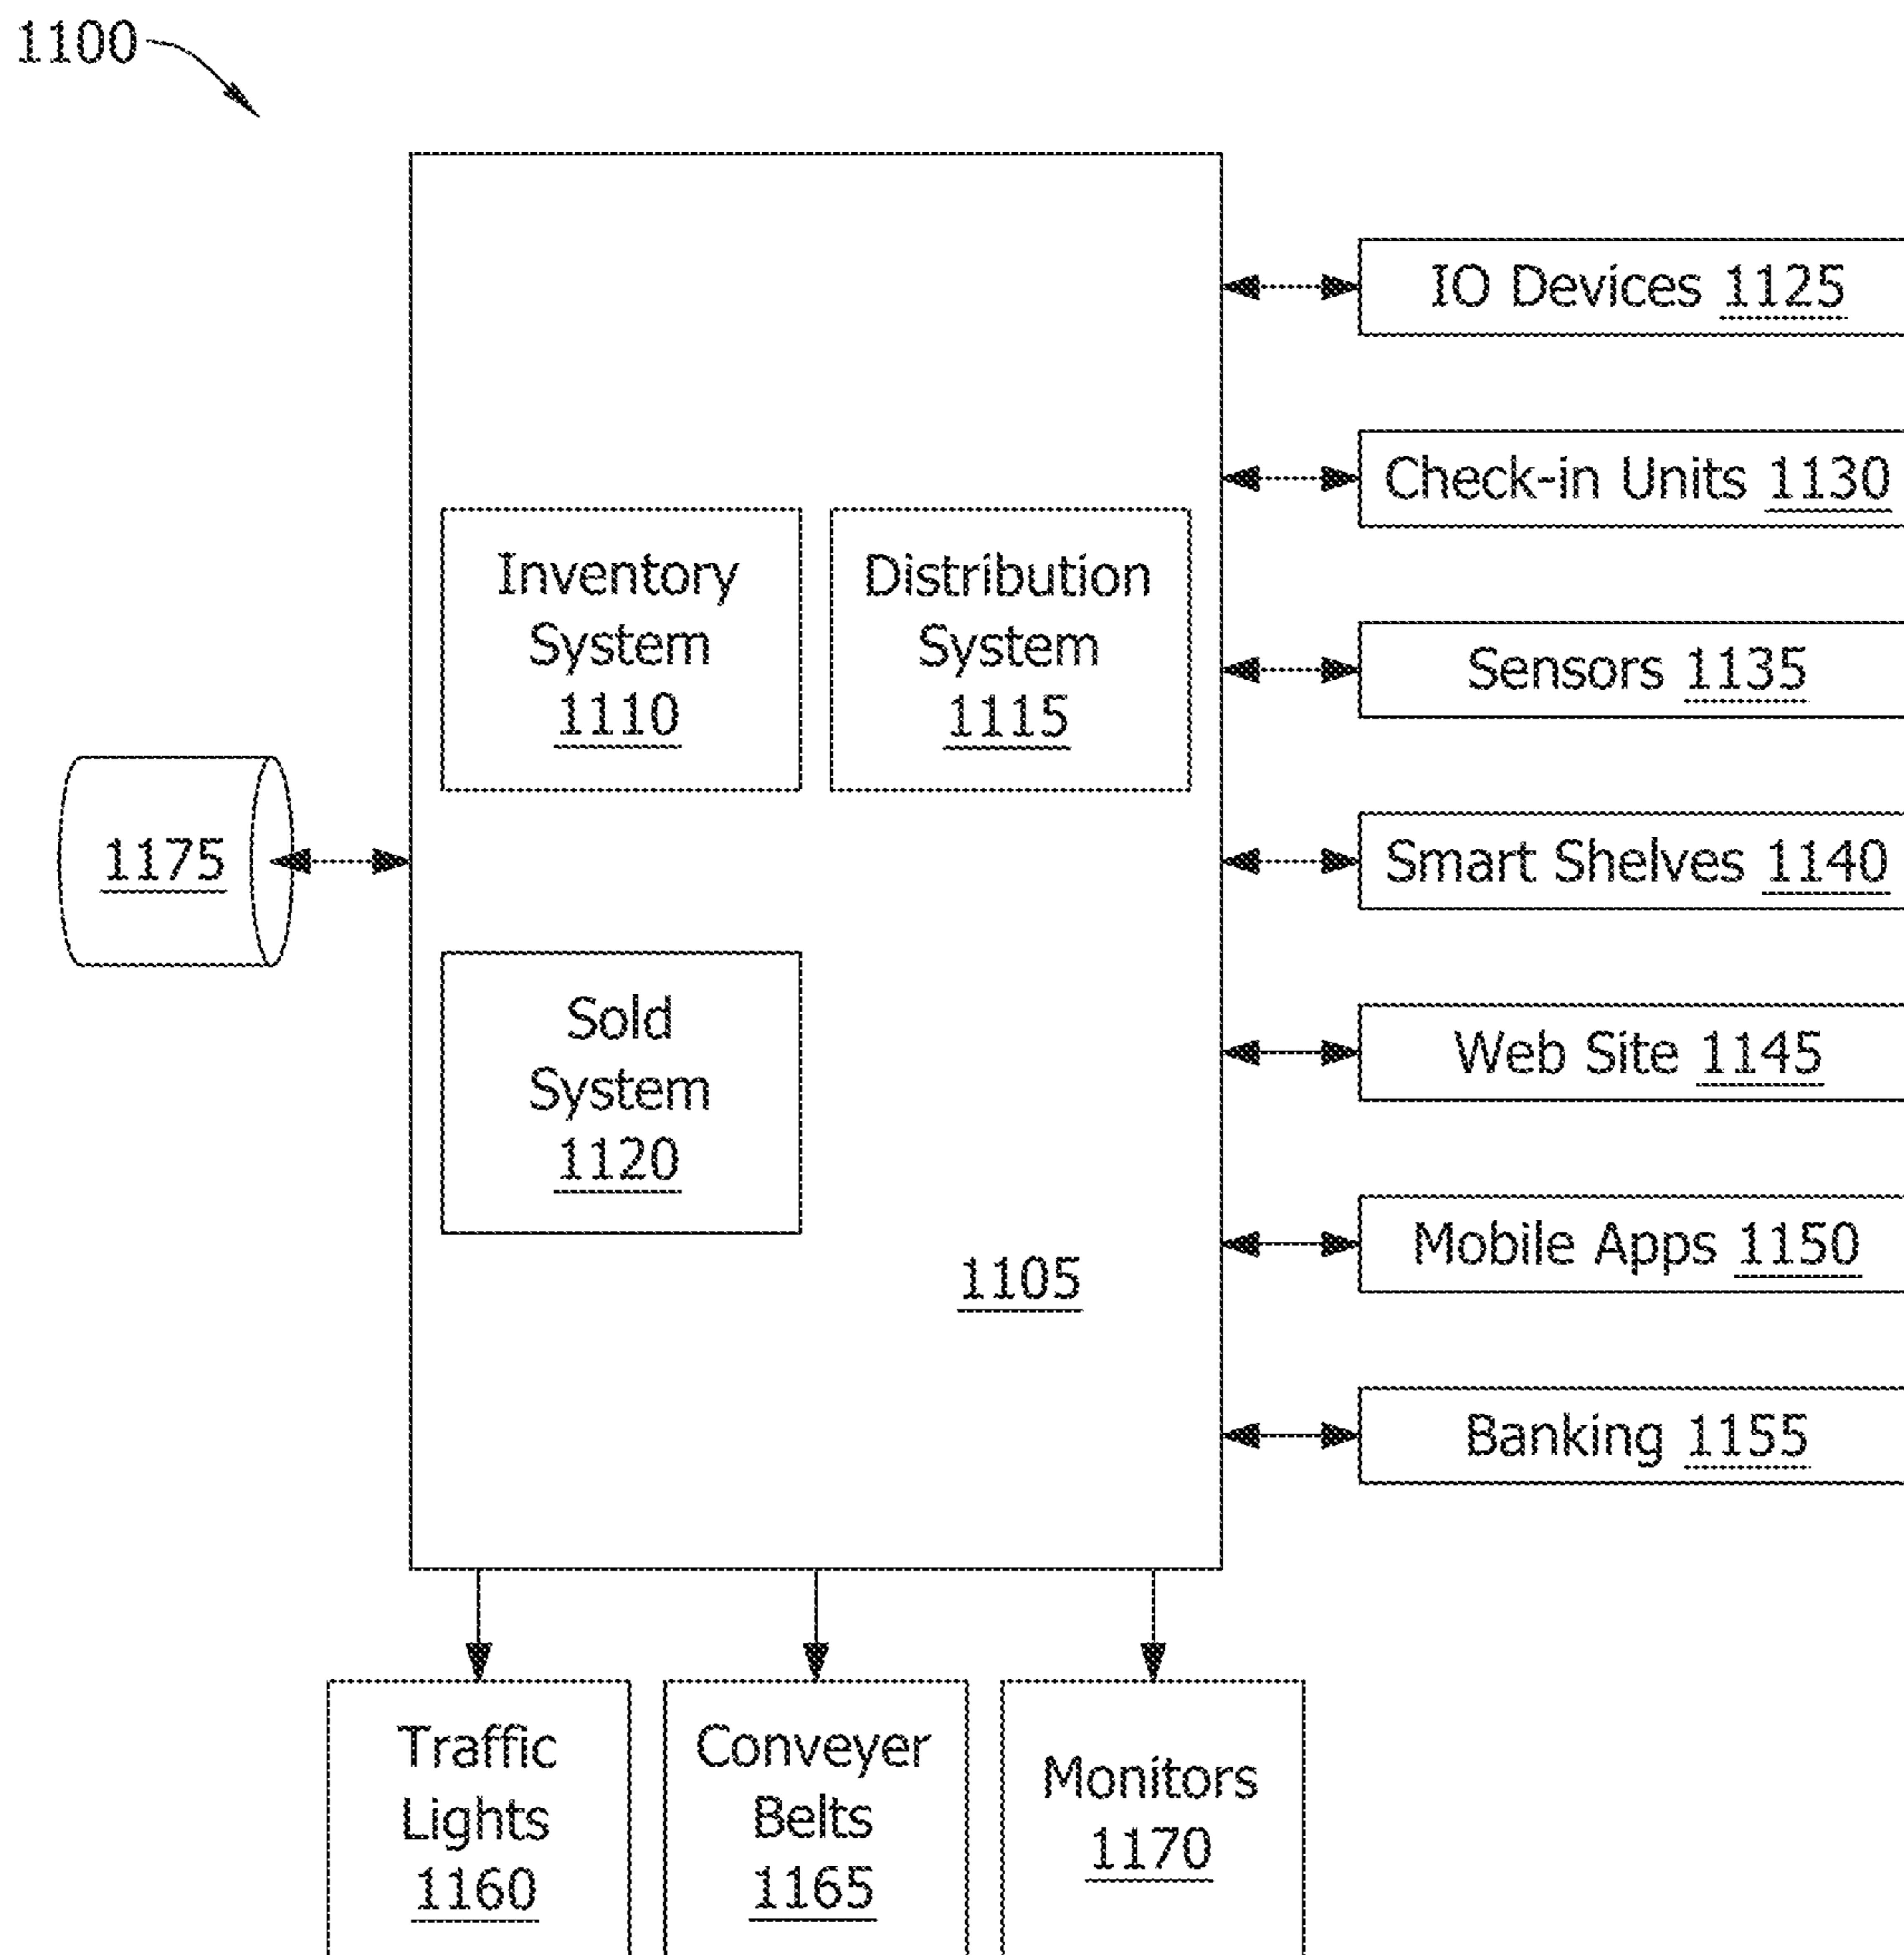 1100
IO Devices 1125
Check-in Units 1130
Inventory
System
1110
Distribution
System
1115
Sensors 1135
1175
Smart Shelves 1140
Sold
System
1120
Web Site 1145
1105
Mobile Apps 1150
Banking 1155
Traffic
Lights
1160
Conveyer
Belts
1165
Monitors
1170